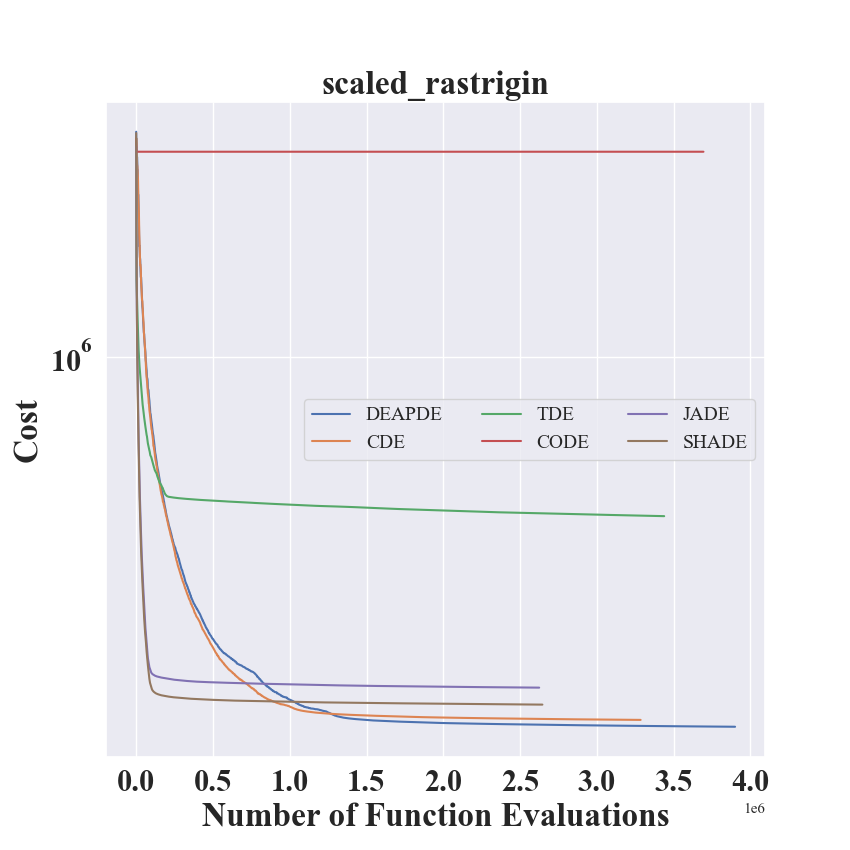 scaled_rastrigin
Cost
10^6
DEAPDE TDE JADE
CDE CODE SHADE
0.0 0.5 1.0 1.5 2.0 2.5 3.0 3.5 4.0
1e6
Number of Function Evaluations